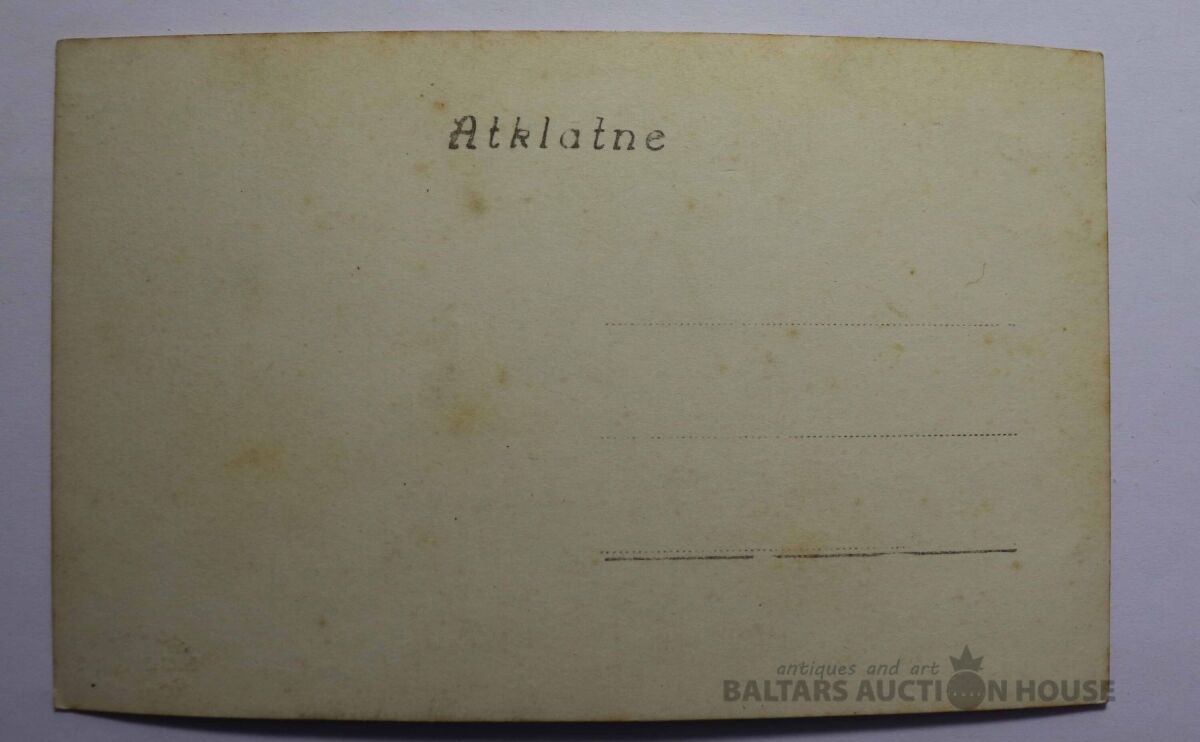 Atklatne
antiques and art
BALTARS AUCTION HOUSE